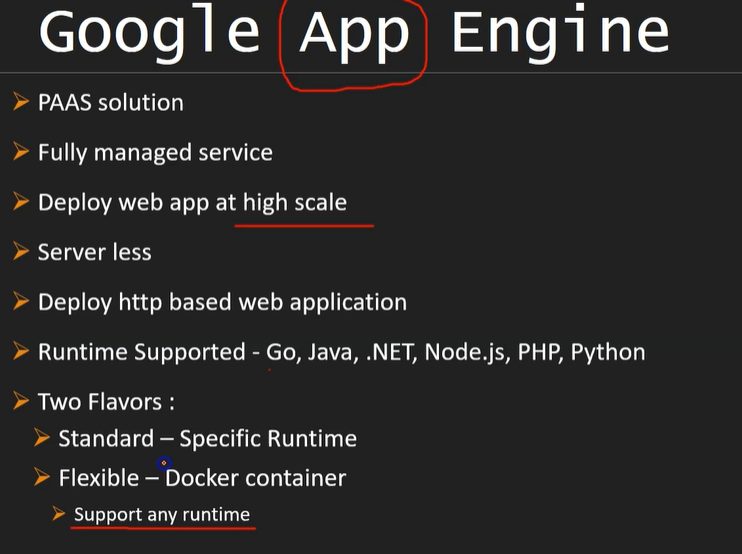 Google App Engine
PAAS solution
Fully managed service
Deploy web app at high scale
Server less
Deploy http based web application
Runtime Supported - Go, Java, .NET, Node.js, PHP, Python
Two Flavors :
Standard – Specific Runtime
Flexible – Docker container
Support any runtime